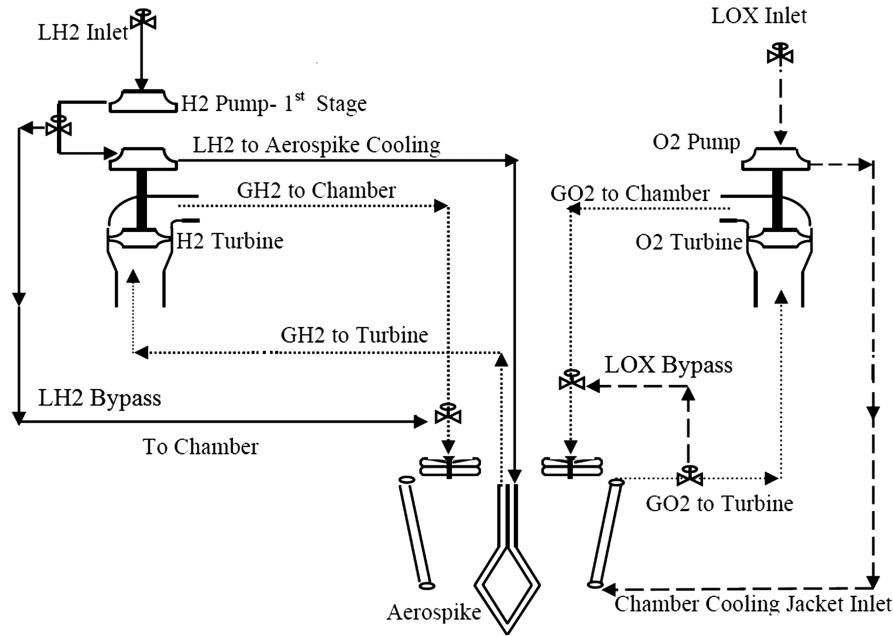 LH2 Inlet
LOX Inlet
H2 Pump- 1st Stage
O2 Pump
LH2 to Aerospike Cooling
GH2 to Chamber
GO2 to Chamber
H2 Turbine
O2 Turbine
GH2 to Turbine
LOX Bypass
LH2 Bypass
To Chamber
GO2 to Turbine
Aerospike
Chamber Cooling Jacket Inlet